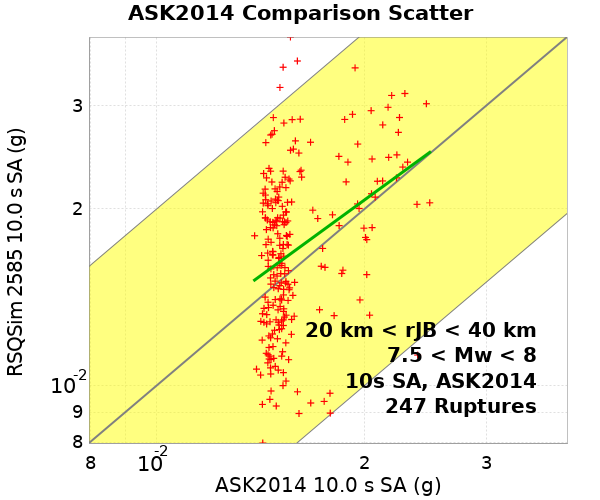 ASK2014 Comparison Scatter
RSQSim 2585 10.0 s SA (g)
3
2
10-2
9
8
20 km < rJB < 40 km
7.5 < Mw < 8
10s SA, ASK2014
247 Ruptures
8
10-2
2
3
ASK2014 10.0 s SA (g)